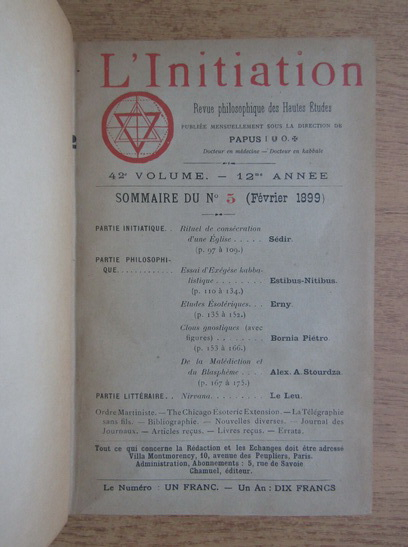 L'Initiation
Revue philosophique des Hautes Études
PUBLIÉE MENSUELLEMENT SOUS LA DIRECTION DE
PAPUS
Docteur en médecine — Docteur en kabbale
42e VOLUME. — 12me ANNÉE
SOMMAIRE DU No 5 (Février 1899)
PARTIE INITIATIQUE. . Rituel de consécration
d'une Église . . . . . Sédir.
(p. 97 à 109.)
PARTIE PHILOSOPHI-
QUE. . . . . . . . . . . . Essai d'Exégèse kabba-
listique . . . . . . . . Estibus-Nitibus.
(p. 110 à 134.)
Études Ésotériques. . . Erny.
(p. 135 à 152.)
Clous gnostiques (avec
figures) . . . . . . . . Bornia Piétro
(p. 153 à 166.)
De la Malédiction et
du Blasphème . . . . Alex. A. Stourdza
(p. 167 à 175.)
PARTIE LITTÉRAIRE. . Nirvana. . . . . . . . . Le Leu.
Ordre Martiniste. — The Chicago Esoteric Extension. — La Télégraphie
sans fils. — Bibliographie. — Nouvelles diverses. — Journal des
Journaux. — Articles reçus. — Livres reçus. — Errata.
Tout ce qui concerne la Rédaction et les Echanges doit être adressé
Villa Montmorency, 10, avenue des Peupliers, Paris.
Administration, Abonnements : 5, rue de Savoie
Chamuel, éditeur.
Le Numéro : UN FRANC. — Un An : DIX FRANCS